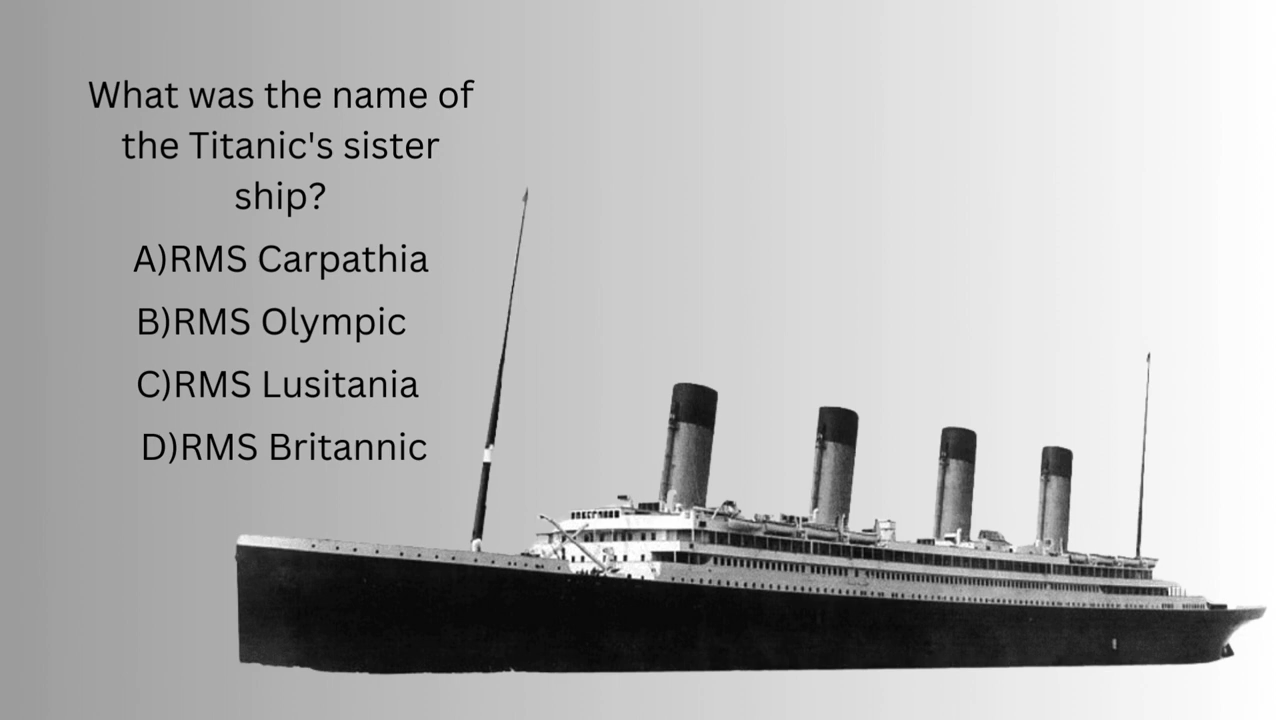 What was the name of
the Titanic's sister
ship?
A)RMS Carpathia
B)RMS Olympic
C)RMS Lusitania
D)RMS Britannic